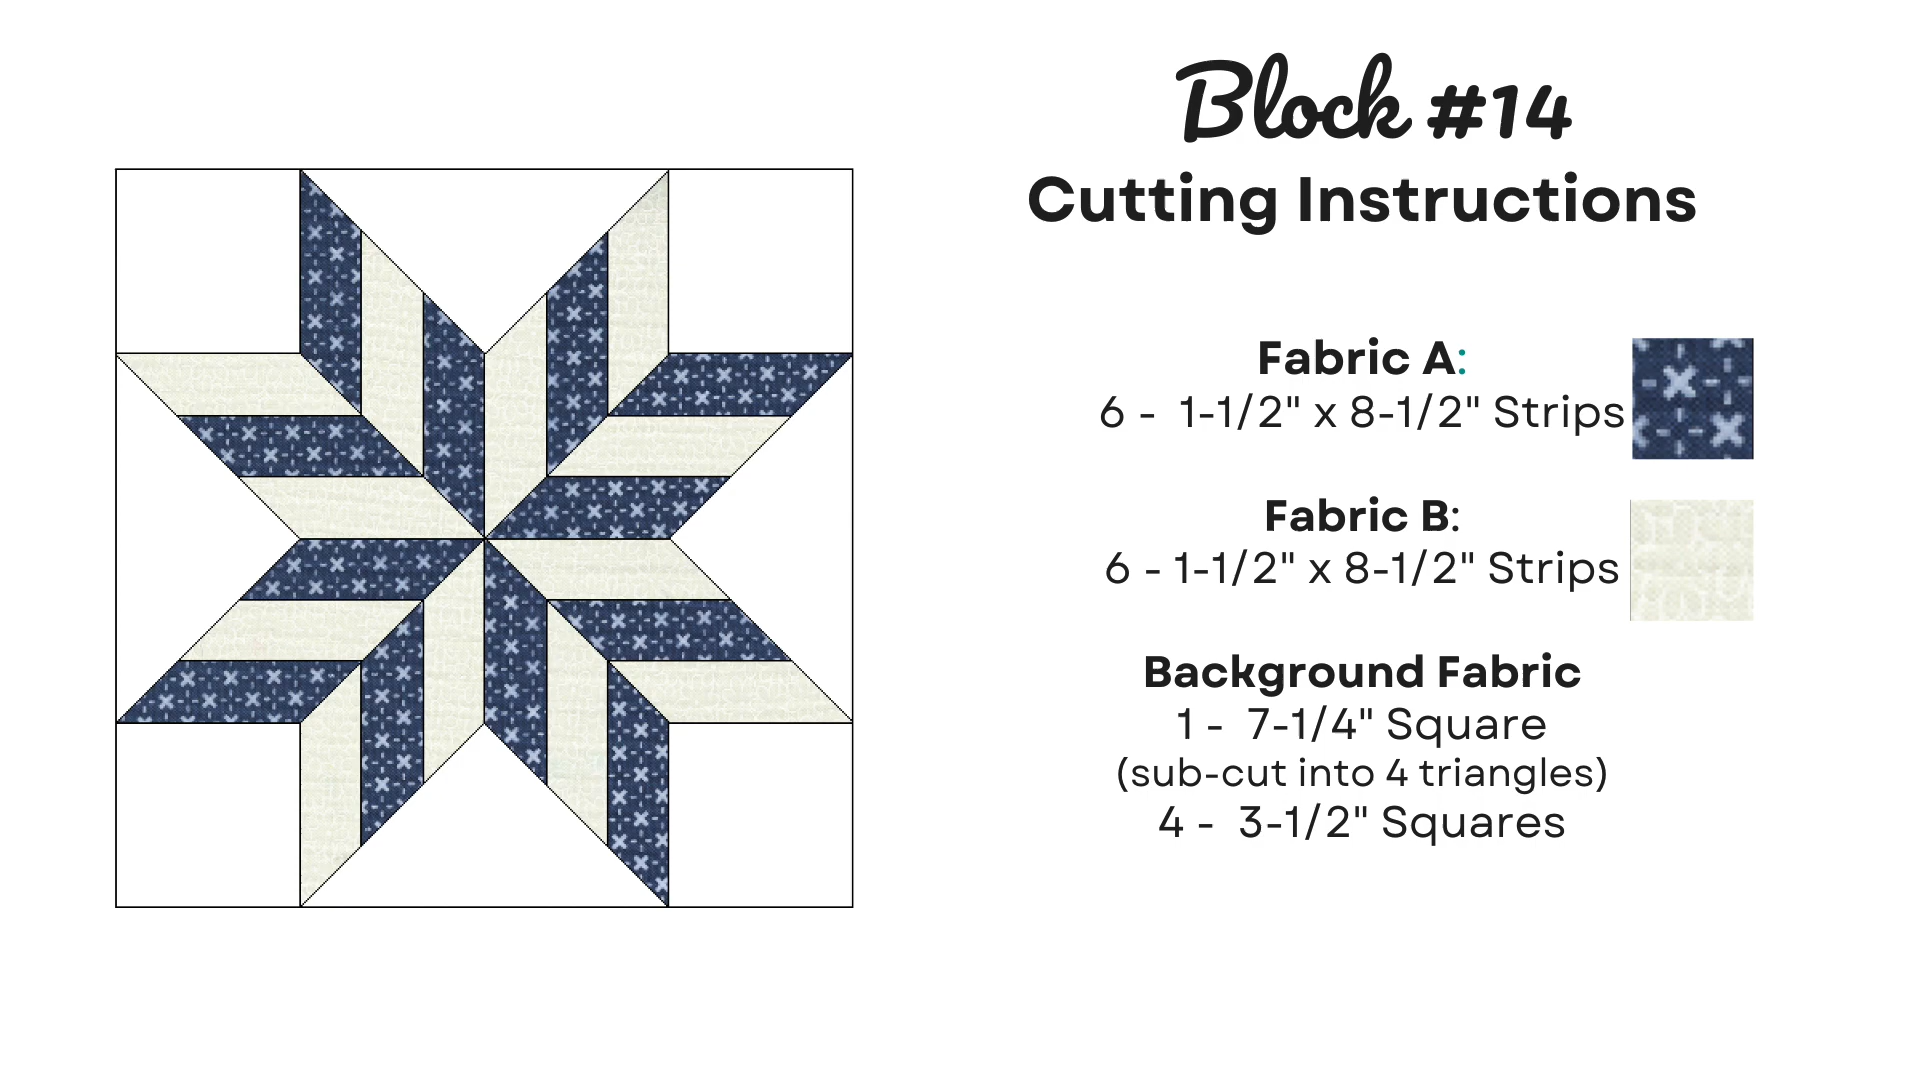 Block #14
Cutting Instructions
Fabric A:
6 - 1-1/2" x 8-1/2" Strips
Fabric B:
6 - 1-1/2" x 8-1/2" Strips
Background Fabric
1 - 7-1/4" Square
(sub-cut into 4 triangles)
4 - 3-1/2" Squares